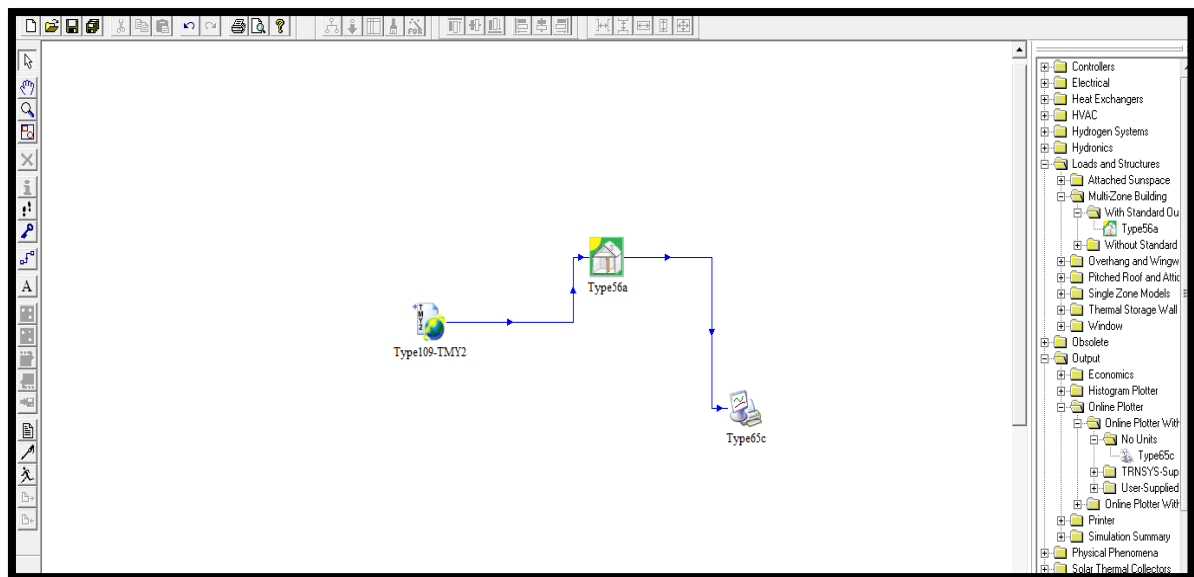 Type56a
TMY2
Type109-TMY2
Type65c
Controllers
Electrical
Heat Exchangers
HVAC
Hydrogen Systems
Hydronics
Loads and Structures
Attached Sunspace
Multi-Zone Building
With Standard Ou
Type56a
Without Standard
Overhang and Wingw
Pitched Roof and Attic
Single Zone Models
Thermal Storage Wall
Window
Obsolete
Output
Economics
Histogram Plotter
Online Plotter
Online Plotter With
No Units
Type65c
TRNSYS-Sup
User-Supplied
Online Plotter With
Printer
Simulation Summary
Physical Phenomena
Solar Thermal Collectors